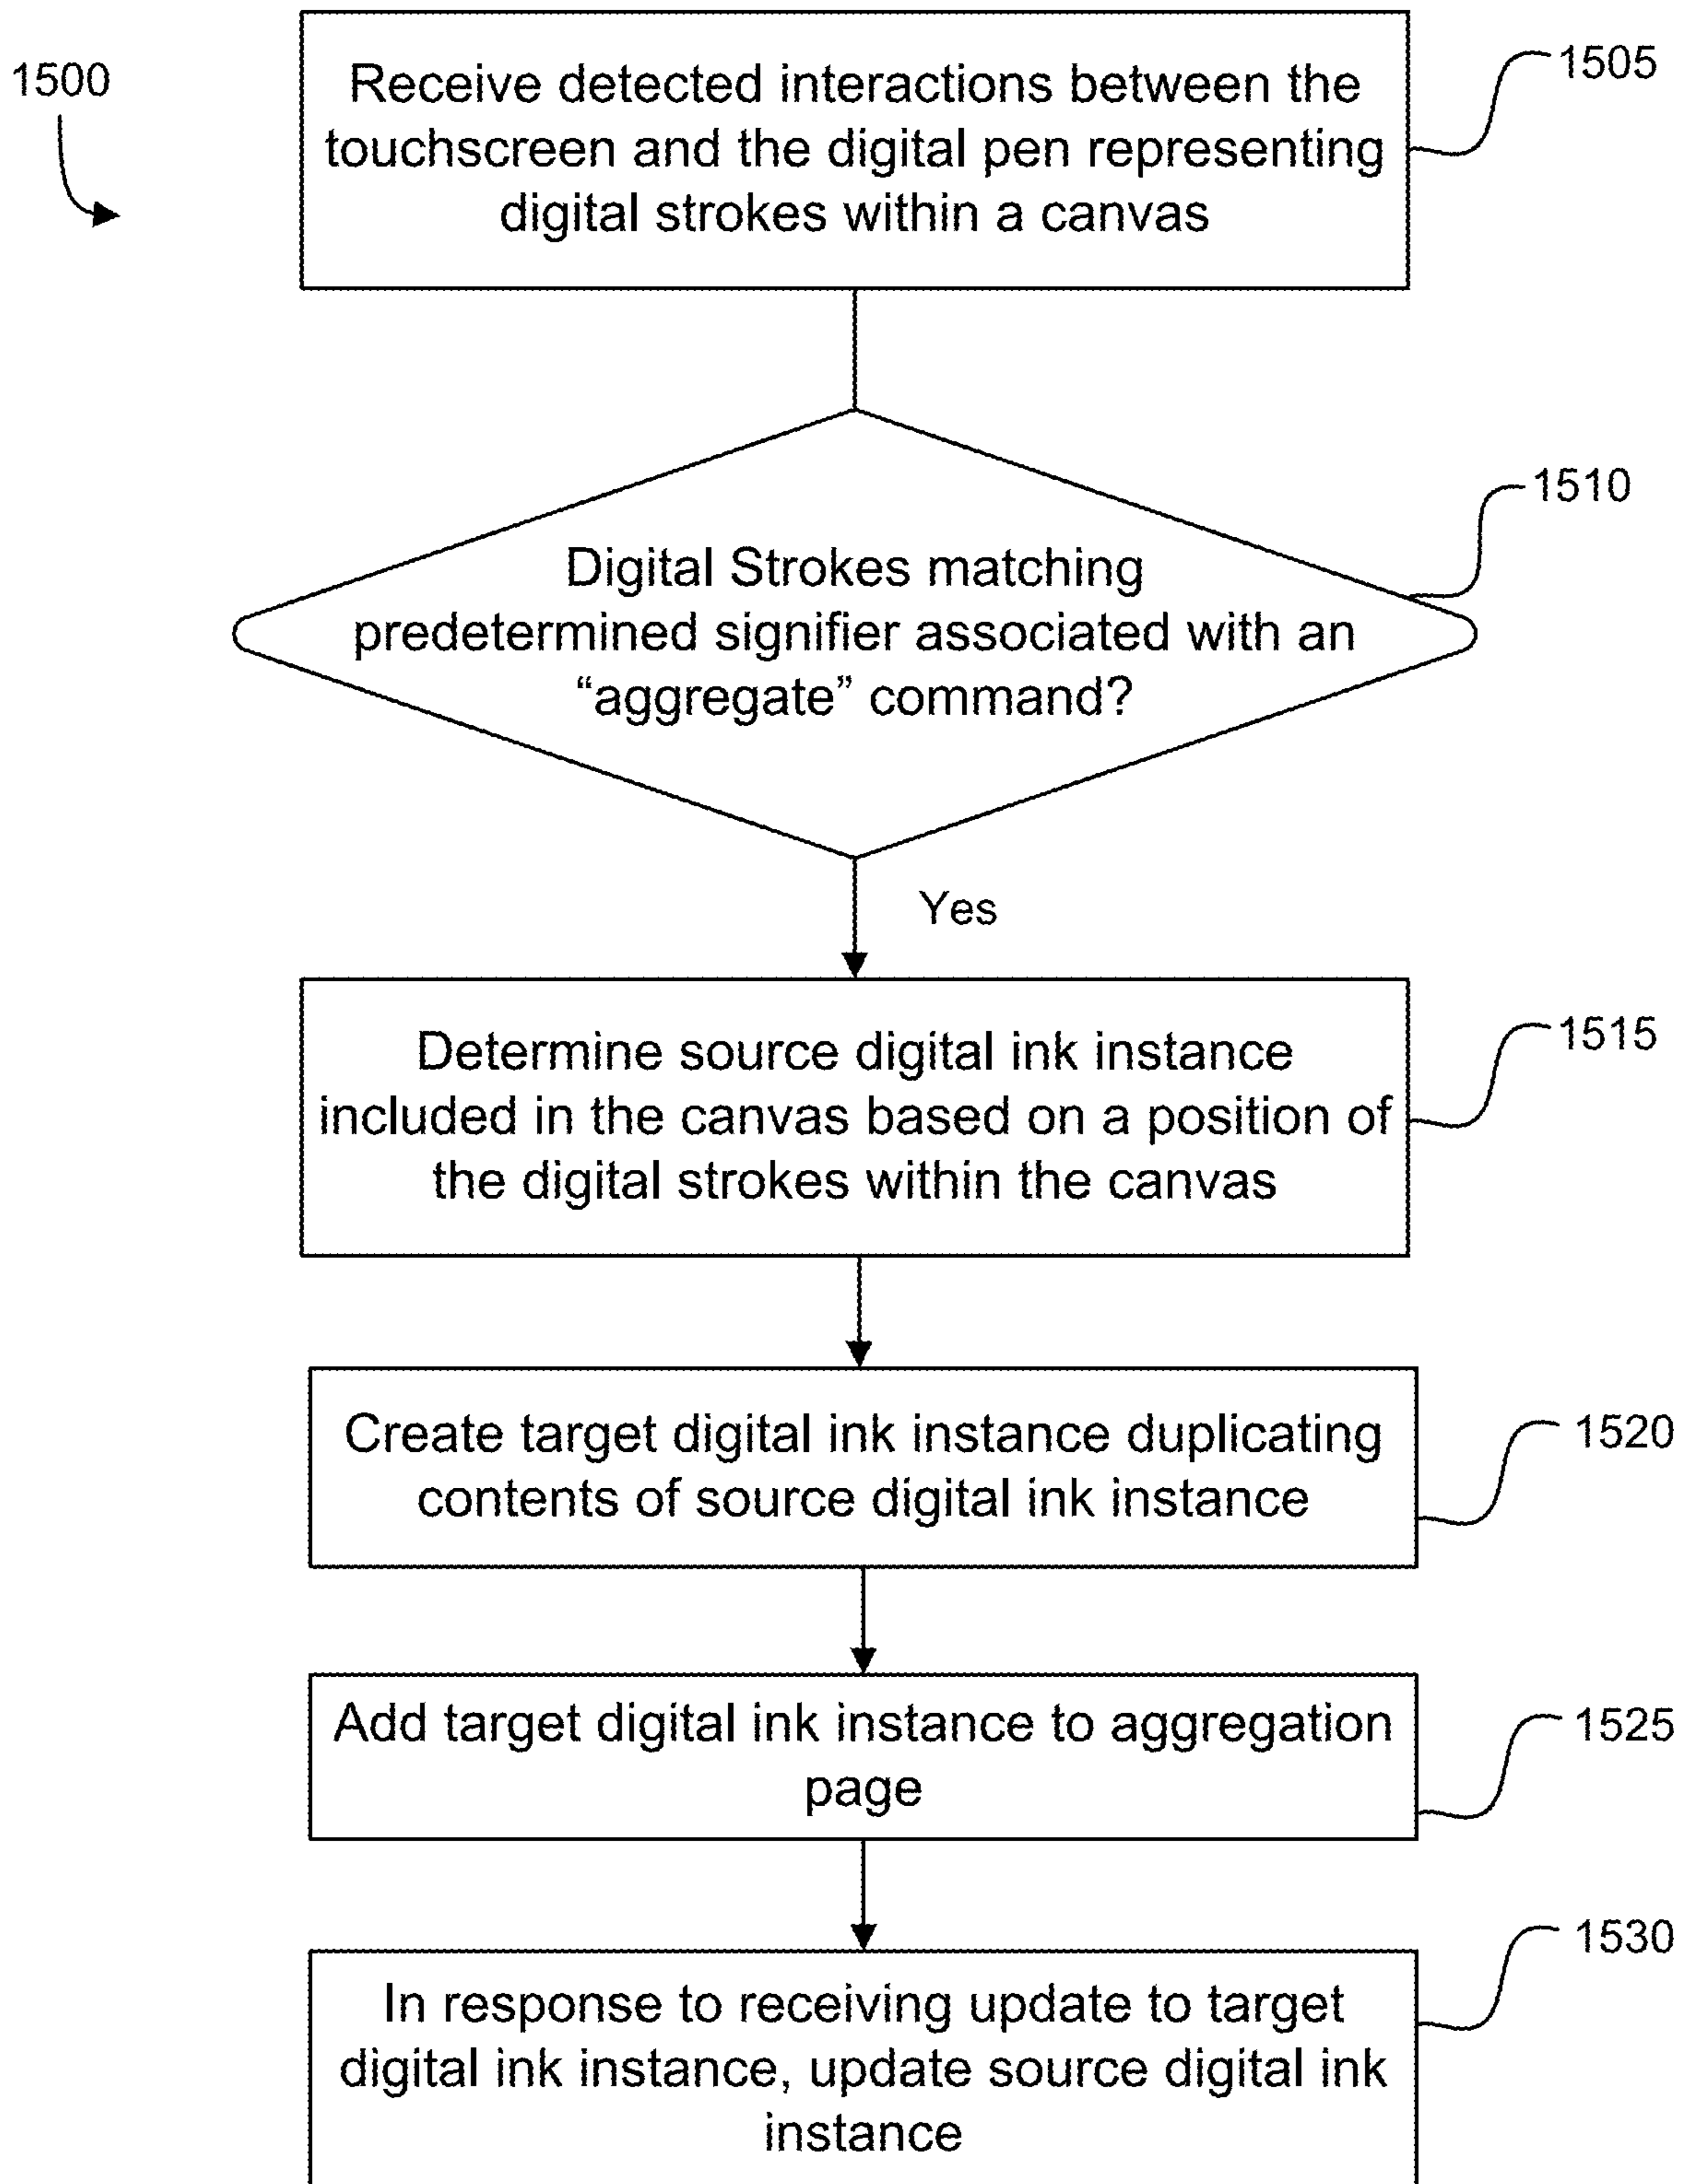 1500
Receive detected interactions between the
touchscreen and the digital pen representing
digital strokes within a canvas
1505
Digital Strokes matching
predetermined signifier associated with an
“aggregate” command?
1510
Yes
Determine source digital ink instance
included in the canvas based on a position of
the digital strokes within the canvas
1515
Create target digital ink instance duplicating
contents of source digital ink instance
1520
Add target digital ink instance to aggregation
page
1525
In response to receiving update to target
digital ink instance, update source digital ink
instance
1530